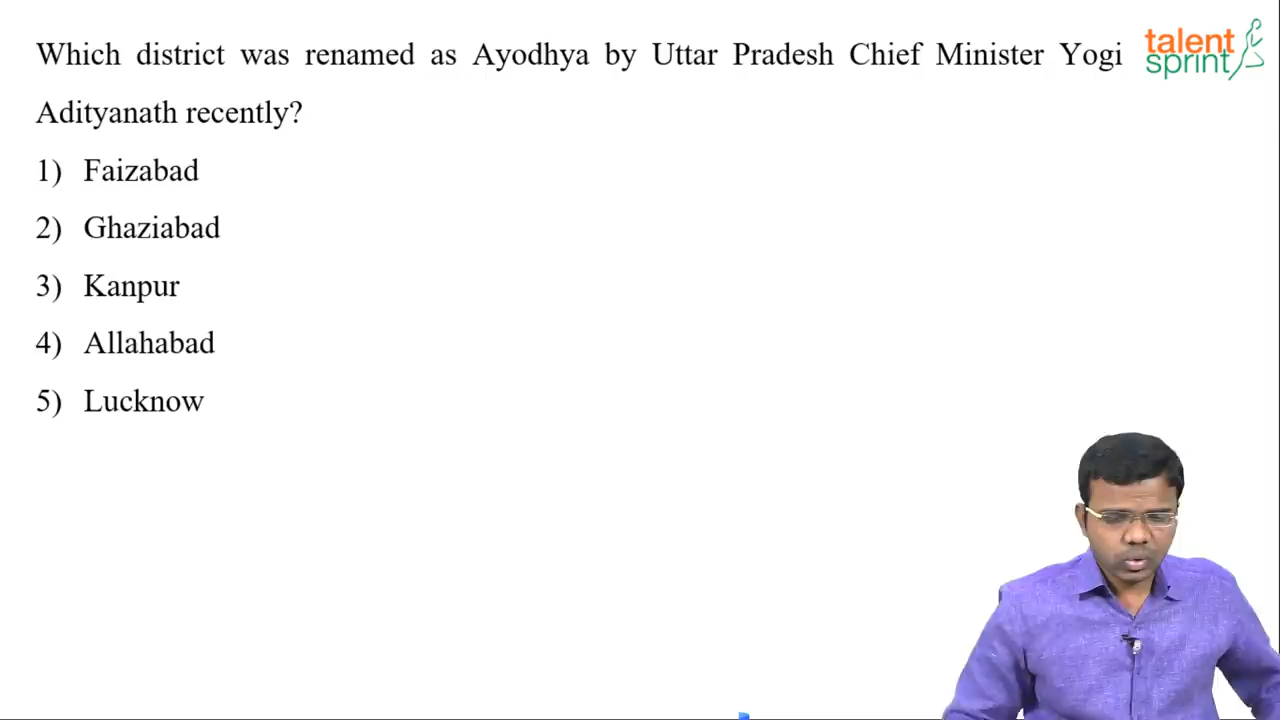 Which district was renamed as Ayodhya by Uttar Pradesh Chief Minister Yogi
Adityanath recently?
1) Faizabad
2) Ghaziabad
3) Kanpur
4) Allahabad
5) Lucknow
talent
sprint